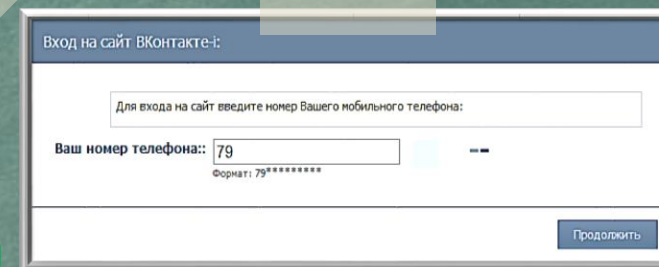 Вход на сайт ВКонтакте-i:
Для входа на сайт введите номер Вашего мобильного телефона:
Ваш номер телефона:: 79
Формат: 79*********
Продолжить